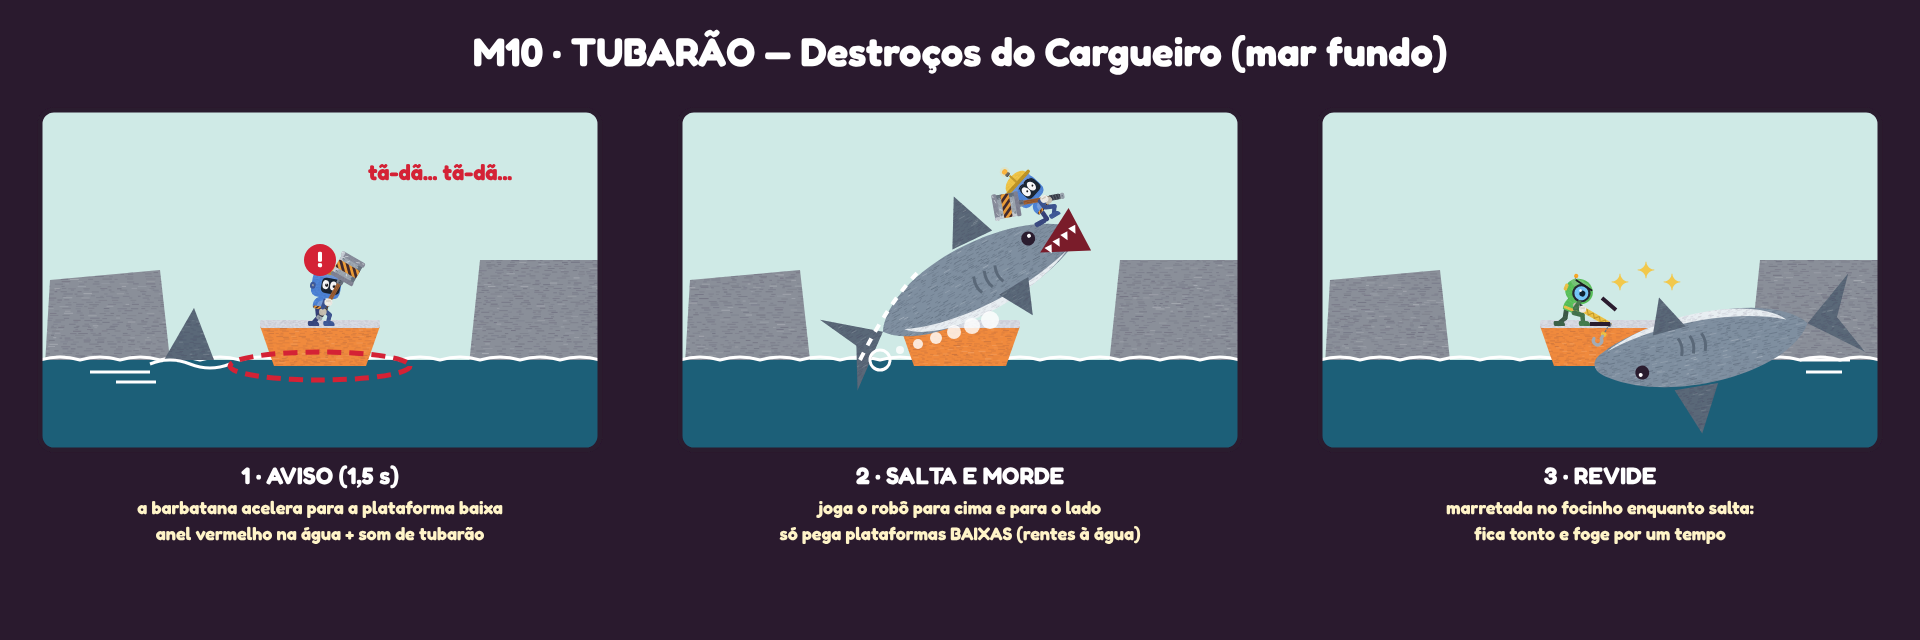 M10 · TUBARÃO — Destroços do Cargueiro (mar fundo)
tã-dã... tã-dã...
!
1 · AVISO (1,5 s)
a barbatana acelera para a plataforma baixa
anel vermelho na água + som de tubarão
2 · SALTA E MORDE
joga o robô para cima e para o lado
só pega plataformas BAIXAS (rentes à água)
3 · REVIDE
marretada no focinho enquanto salta:
fica tonto e foge por um tempo